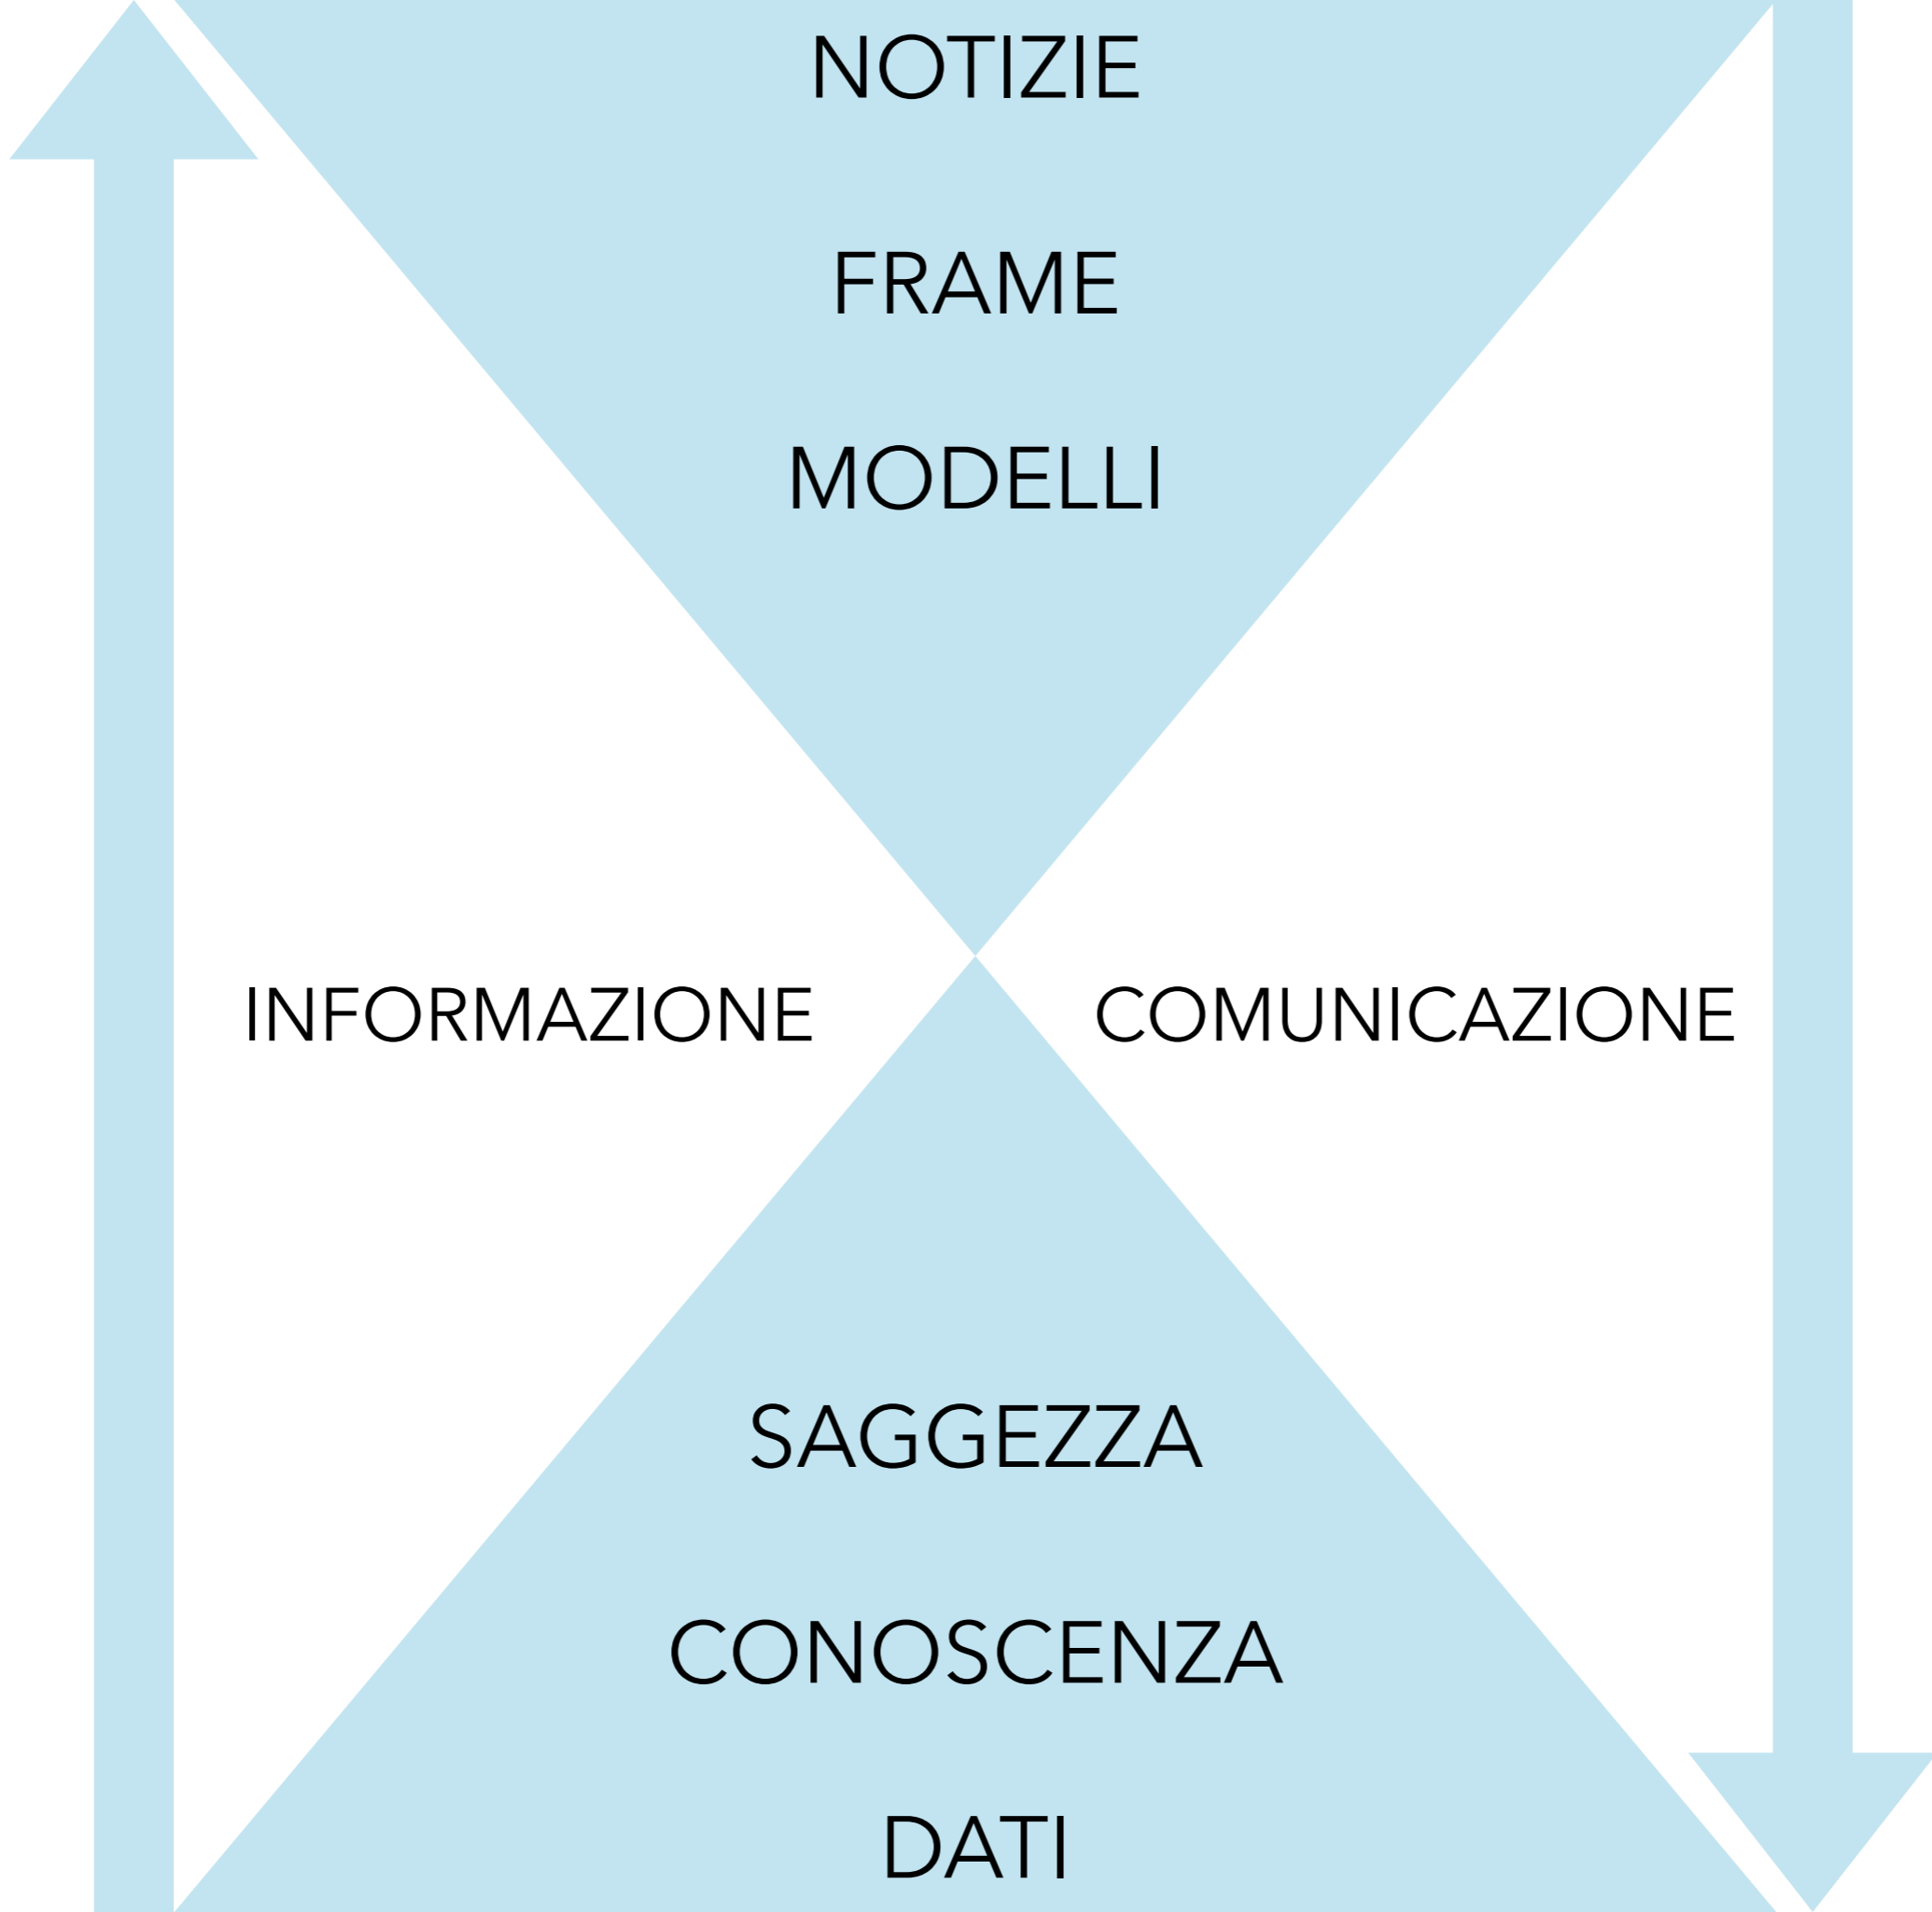 NOTIZIE
FRAME
MODELLI
INFORMAZIONE
COMUNICAZIONE
SAGGEZZA
CONOSCENZA
DATI